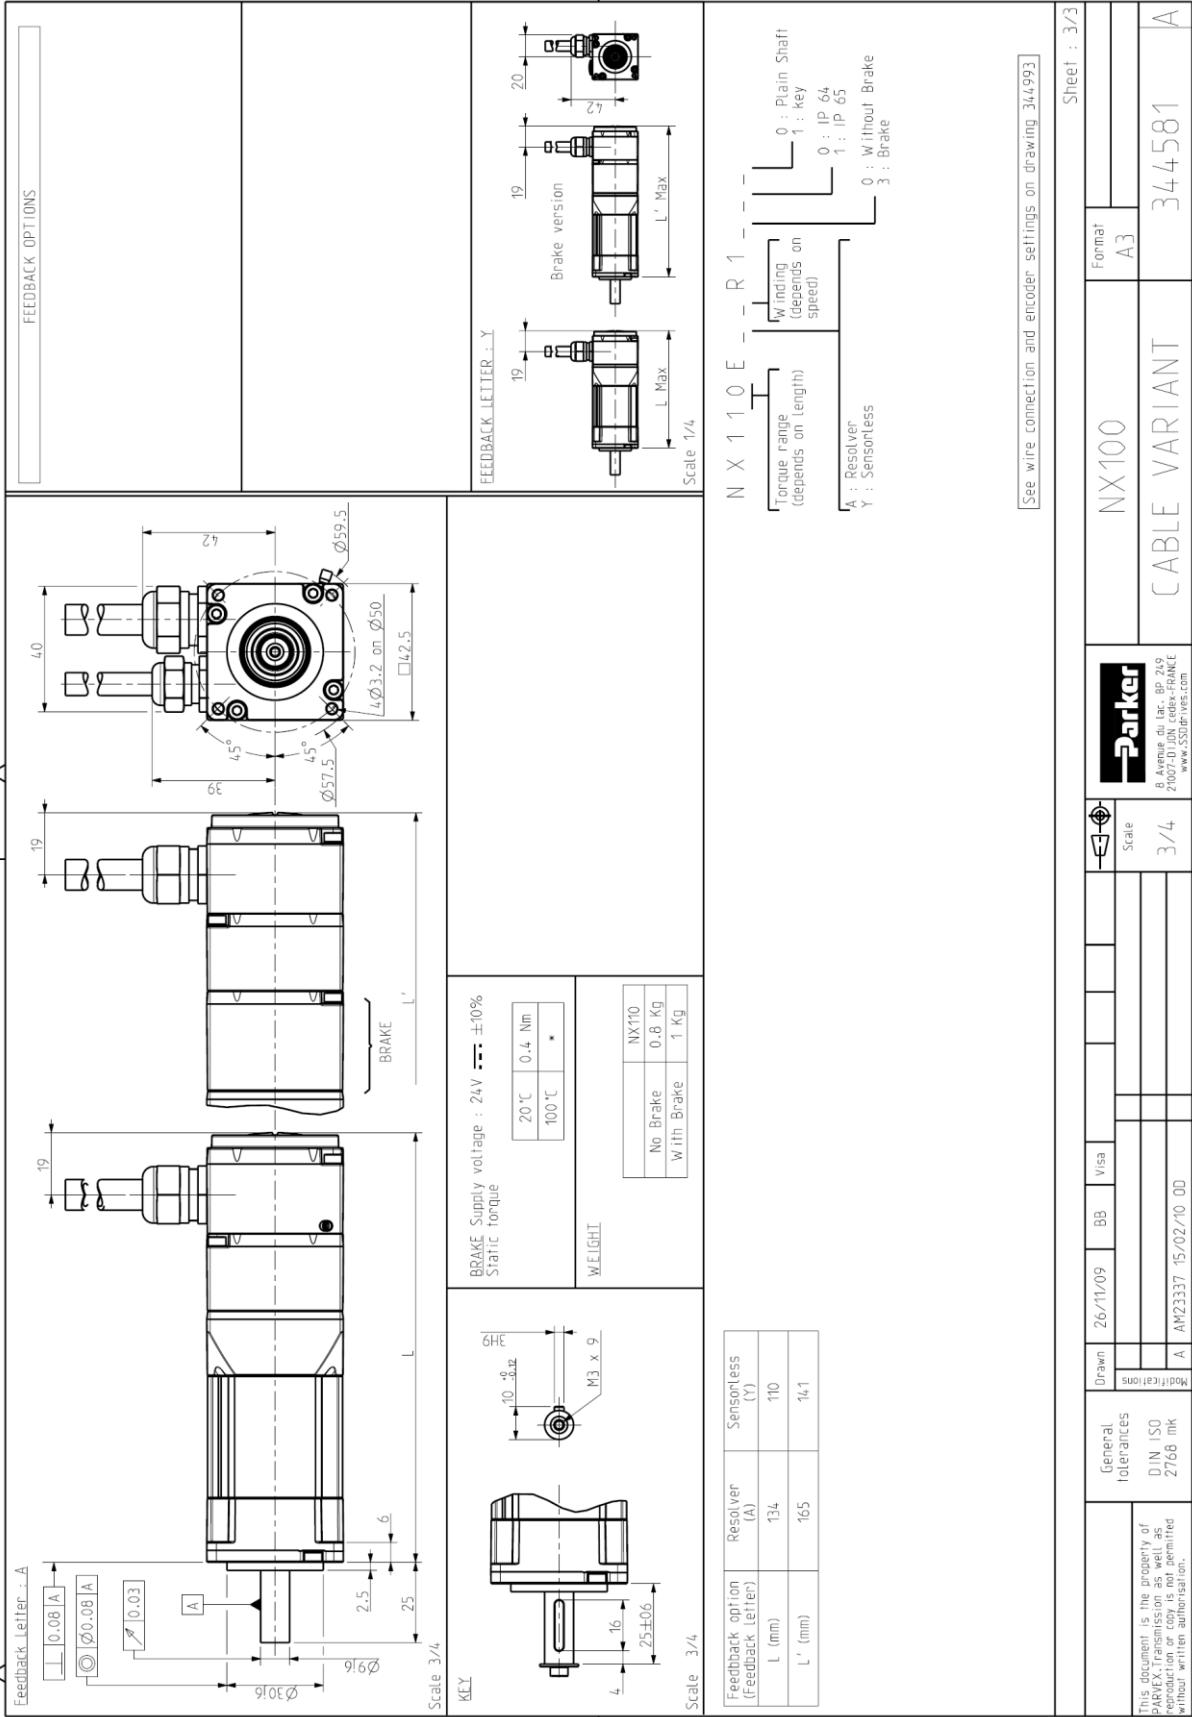 Feedback Letter : A
0.08 A
Ø0.08 A
0.03
A
Ø30j6
Ø9j6
2.5
6
25
L
19
BRAKE
L'
19
39
40
42
45°
45°
Ø57.5
Ø59.5
4Ø3.2 on Ø50
42.5
Scale 3/4
FEEDBACK OPTIONS
FEEDBACK LETTER : Y
Brake version
19
19
20
42
L Max
L' Max
Scale 1/4
KEY
4
16
25±06
10
3H9
M3 x 9
Scale 3/4
BRAKE Supply voltage : 24V ±10%
Static torque
20°C 0.4 Nm
100°C *
WEIGHT
NX110
No Brake 0.8 Kg
With Brake 1 Kg
Feedbback option
(Feedback letter)
Resolver
(A)
Sensorless
(Y)
L (mm) 134 110
L' (mm) 165 141
N X 1 1 0 E _ _ R 1 _ _ _
Torque range
(depends on length)
Winding
(depends on
speed)
A : Resolver
Y : Sensorless
0 : Plain Shaft
1 : key
0 : IP 64
1 : IP 65
0 : Without Brake
3 : Brake
See wire connection and encoder settings on drawing 344993
Sheet : 3/3
This document is the property of
PARVEX.Transmission as well as
reproduction or copy is not permitted
without written authorisation.
General
tolerances
DIN ISO
2768 mk
Drawn 26/11/09 BB Visa
Modifications
A AM23337 15/02/10 OD
Scale
3/4
Parker
8 Avenue du lac. BP 249
21007-DIJON cedex-FRANCE
www.SSDdrives.com
NX100
CABLE VARIANT
Format
A3
344581 A